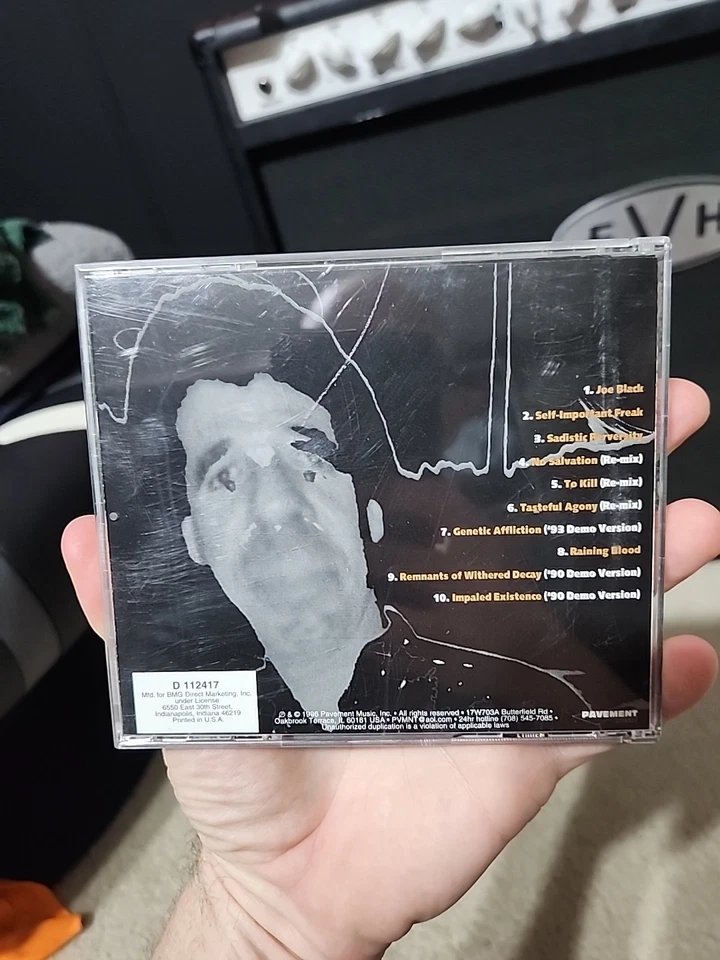 EVH
1. Joe Black
2. Self-Important Freak
3. Sadistic Perversity
4. No Salvation (Re-mix)
5. To Kill (Re-mix)
6. Tasteful Agony (Re-mix)
7. Genetic Affliction ('93 Demo Version)
8. Raining Blood
9. Remnants of Withered Decay ('90 Demo Version)
10. Impaled Existence ('90 Demo Version)
D 112417
Mfd. for BMG Direct Marketing, Inc.
under License
6550 East 30th Street,
Indianapolis, Indiana 46219
Printed in U.S.A.
℗ & © 1996 Pavement Music, Inc. • All rights reserved • 17W703A Butterfield Rd •
Oakbrook Terrace, IL 60181 USA • PVMNT@aol.com • 24hr hotline (708) 545-7085 •
Unauthorized duplication is a violation of applicable laws
PAVEMENT